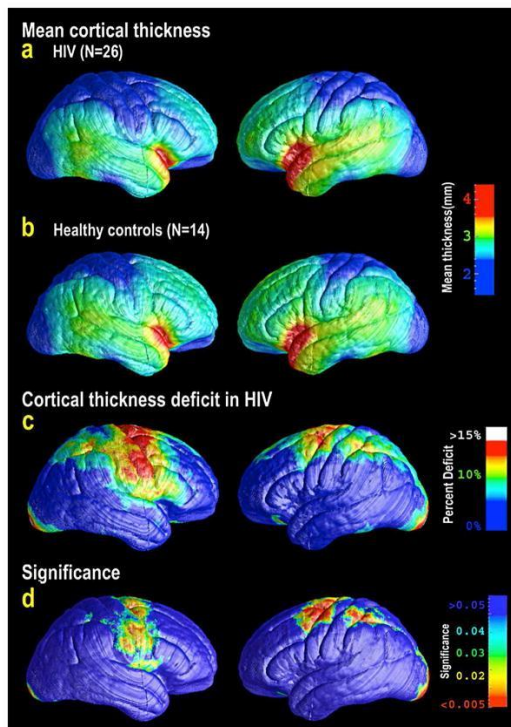 Mean cortical thickness
a HIV (N=26)
b Healthy controls (N=14)
4
3
2
Mean thickness(mm)
Cortical thickness deficit in HIV
c
>15%
10%
0%
Percent Deficit
Significance
d
>0.05
0.04
0.03
0.02
<0.005
Significance